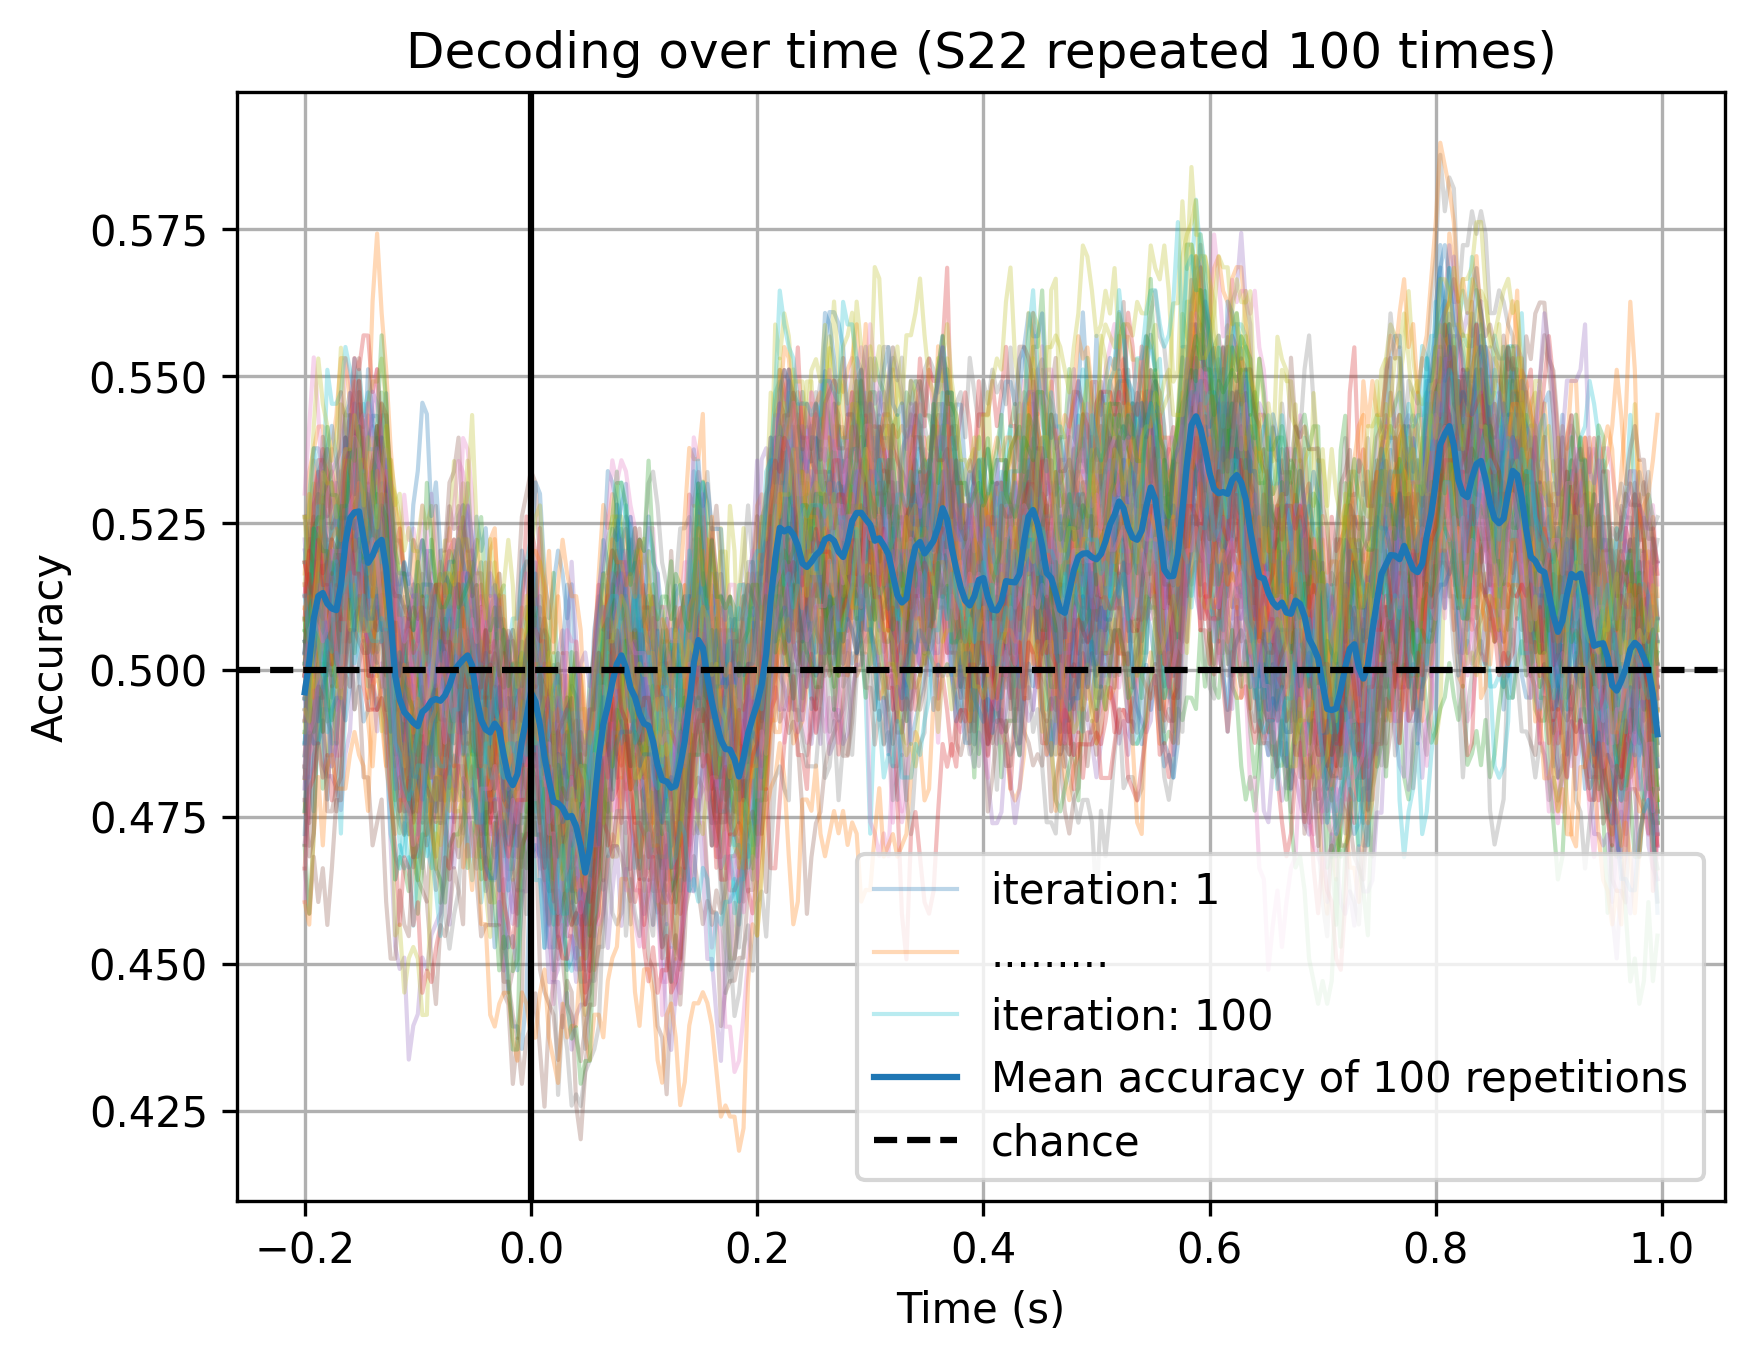 Decoding over time (S22 repeated 100 times)
Accuracy
0.575
0.550
0.525
0.500
0.475
0.450
0.425
−0.2 0.0 0.2 0.4 0.6 0.8 1.0
Time (s)
iteration: 1
.........
iteration: 100
Mean accuracy of 100 repetitions
chance